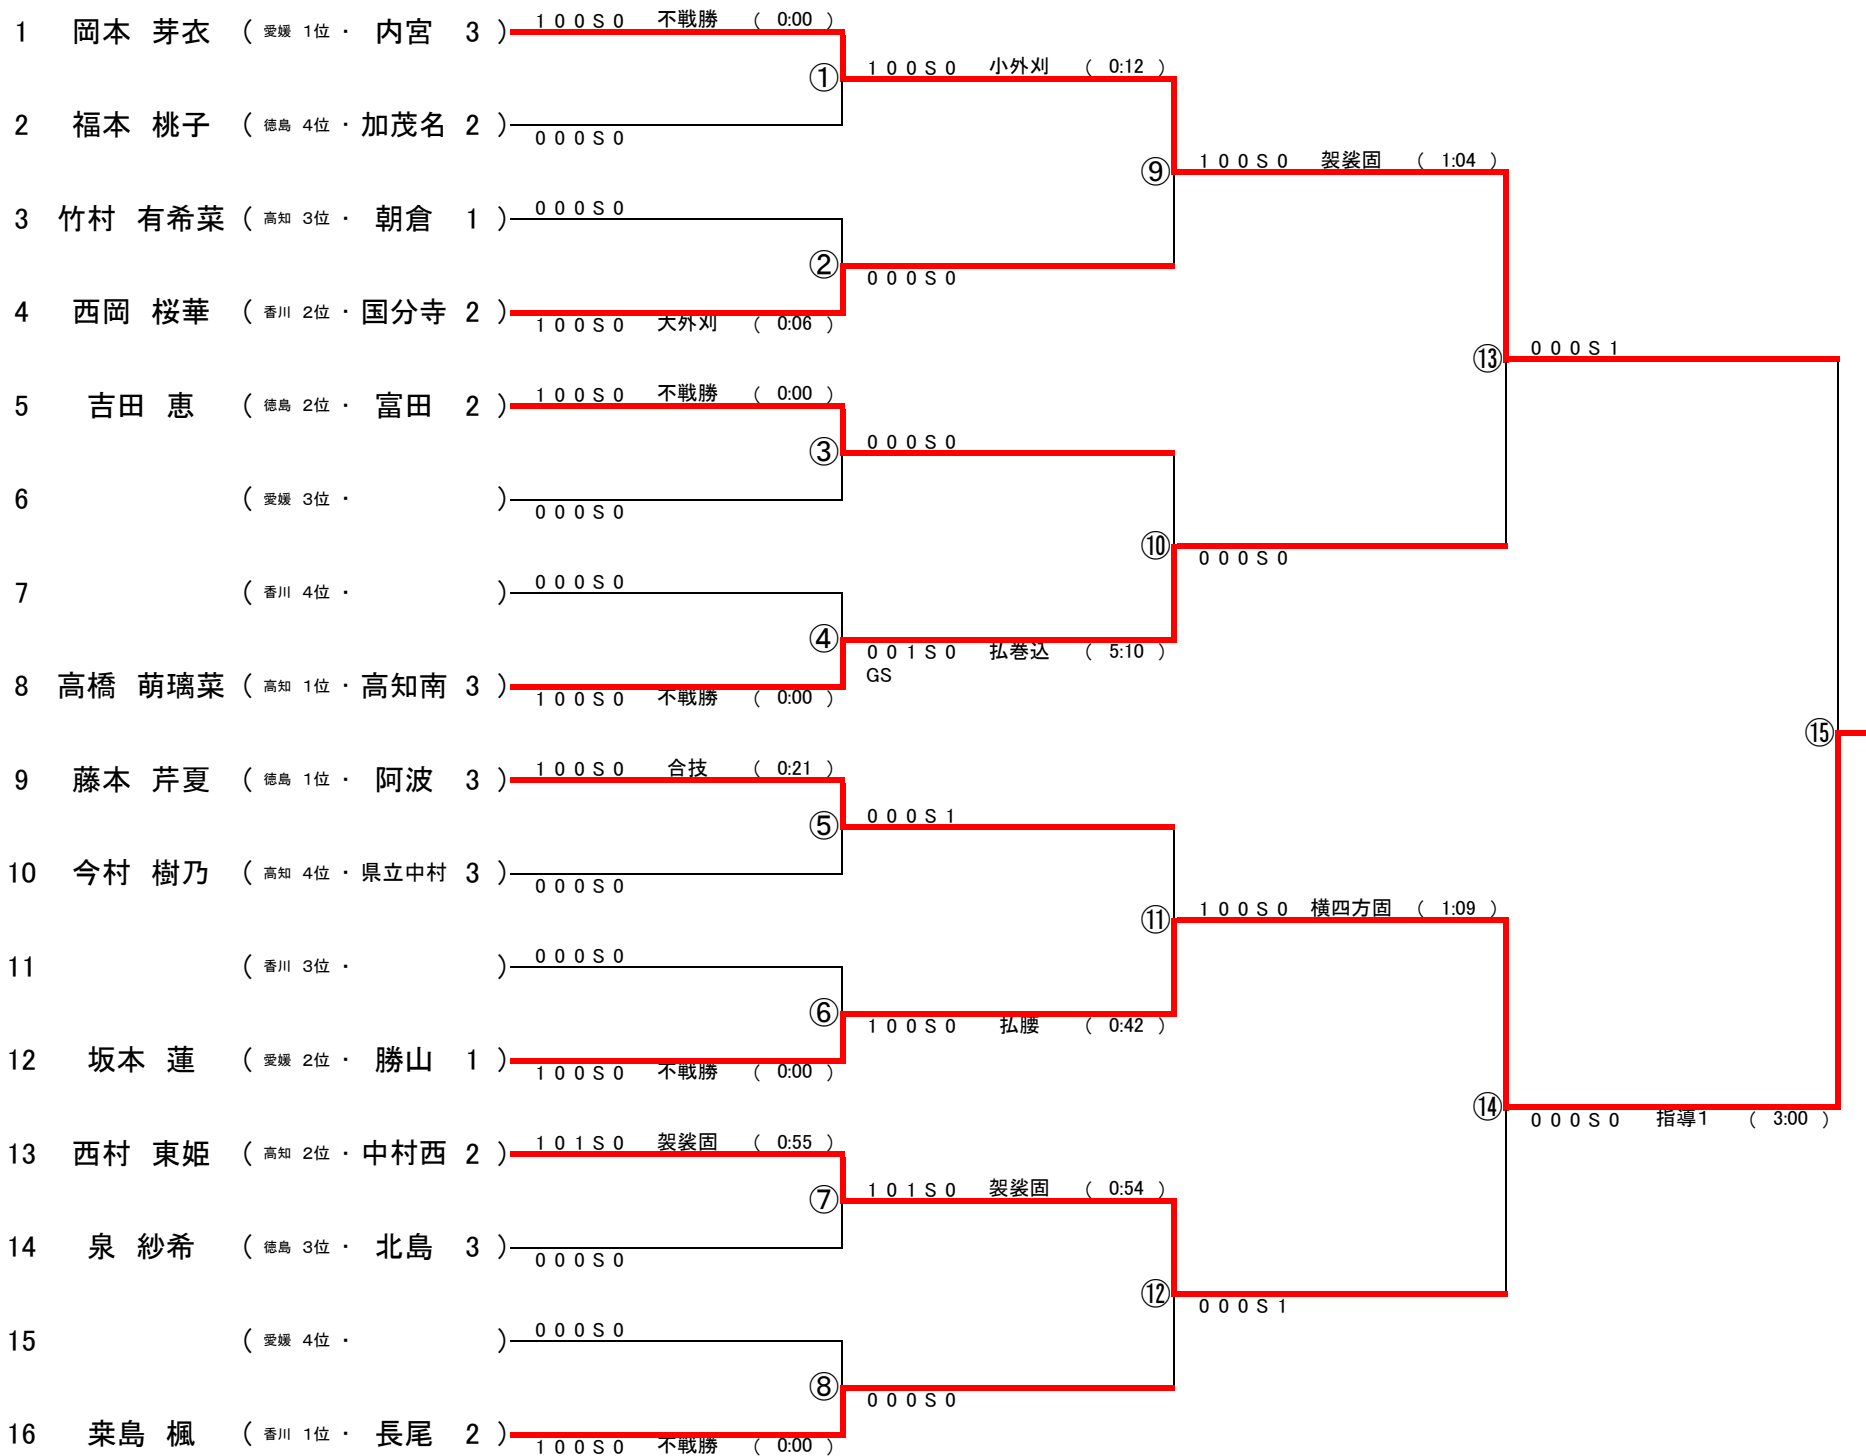 1 岡本 芽衣 ( 愛媛 1位 ・ 内宮 3 ) 1 0 0 S 0 不戦勝 ( 0:00 )
① 1 0 0 S 0 小外刈 ( 0:12 )
2 福本 桃子 ( 徳島 4位 ・ 加茂名 2 ) 0 0 0 S 0
⑨ 1 0 0 S 0 袈裟固 ( 1:04 )
3 竹村 有希菜 ( 高知 3位 ・ 朝倉 1 ) 0 0 0 S 0
② 0 0 0 S 0
4 西岡 桜華 ( 香川 2位 ・ 国分寺 2 ) 1 0 0 S 0 大外刈 ( 0:06 )
⑬ 0 0 0 S 1
5 吉田 恵 ( 徳島 2位 ・ 富田 2 ) 1 0 0 S 0 不戦勝 ( 0:00 )
③ 0 0 0 S 0
6 ( 愛媛 3位 ・ ) 0 0 0 S 0
⑩ 0 0 0 S 0
7 ( 香川 4位 ・ ) 0 0 0 S 0
④ 0 0 1 S 0 払巻込 ( 5:10 )
GS
8 高橋 萌璃菜 ( 高知 1位 ・ 高知南 3 ) 1 0 0 S 0 不戦勝 ( 0:00 )
⑮
9 藤本 芹夏 ( 徳島 1位 ・ 阿波 3 ) 1 0 0 S 0 合技 ( 0:21 )
⑤ 0 0 0 S 1
10 今村 樹乃 ( 高知 4位 ・ 県立中村 3 ) 0 0 0 S 0
⑪ 1 0 0 S 0 横四方固 ( 1:09 )
11 ( 香川 3位 ・ ) 0 0 0 S 0
⑥ 1 0 0 S 0 払腰 ( 0:42 )
12 坂本 蓮 ( 愛媛 2位 ・ 勝山 1 ) 1 0 0 S 0 不戦勝 ( 0:00 )
⑭ 0 0 0 S 0 指導1 ( 3:00 )
13 西村 東姫 ( 高知 2位 ・ 中村西 2 ) 1 0 1 S 0 袈裟固 ( 0:55 )
⑦ 1 0 1 S 0 袈裟固 ( 0:54 )
14 泉 紗希 ( 徳島 3位 ・ 北島 3 ) 0 0 0 S 0
⑫ 0 0 0 S 1
15 ( 愛媛 4位 ・ ) 0 0 0 S 0
⑧ 0 0 0 S 0
16 桒島 楓 ( 香川 1位 ・ 長尾 2 ) 1 0 0 S 0 不戦勝 ( 0:00 )